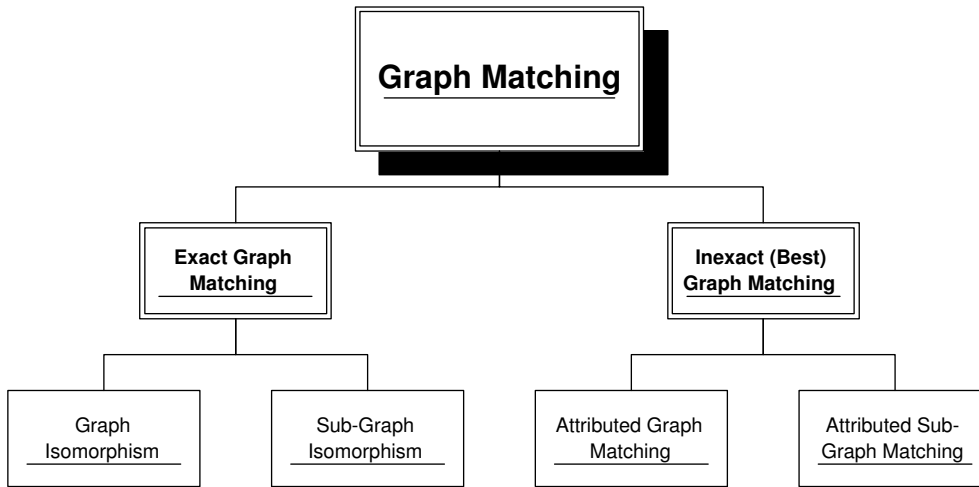 Graph Matching
Exact Graph
Matching
Inexact (Best)
Graph Matching
Graph
Isomorphism
Sub-Graph
Isomorphism
Attributed Graph
Matching
Attributed Sub-
Graph Matching